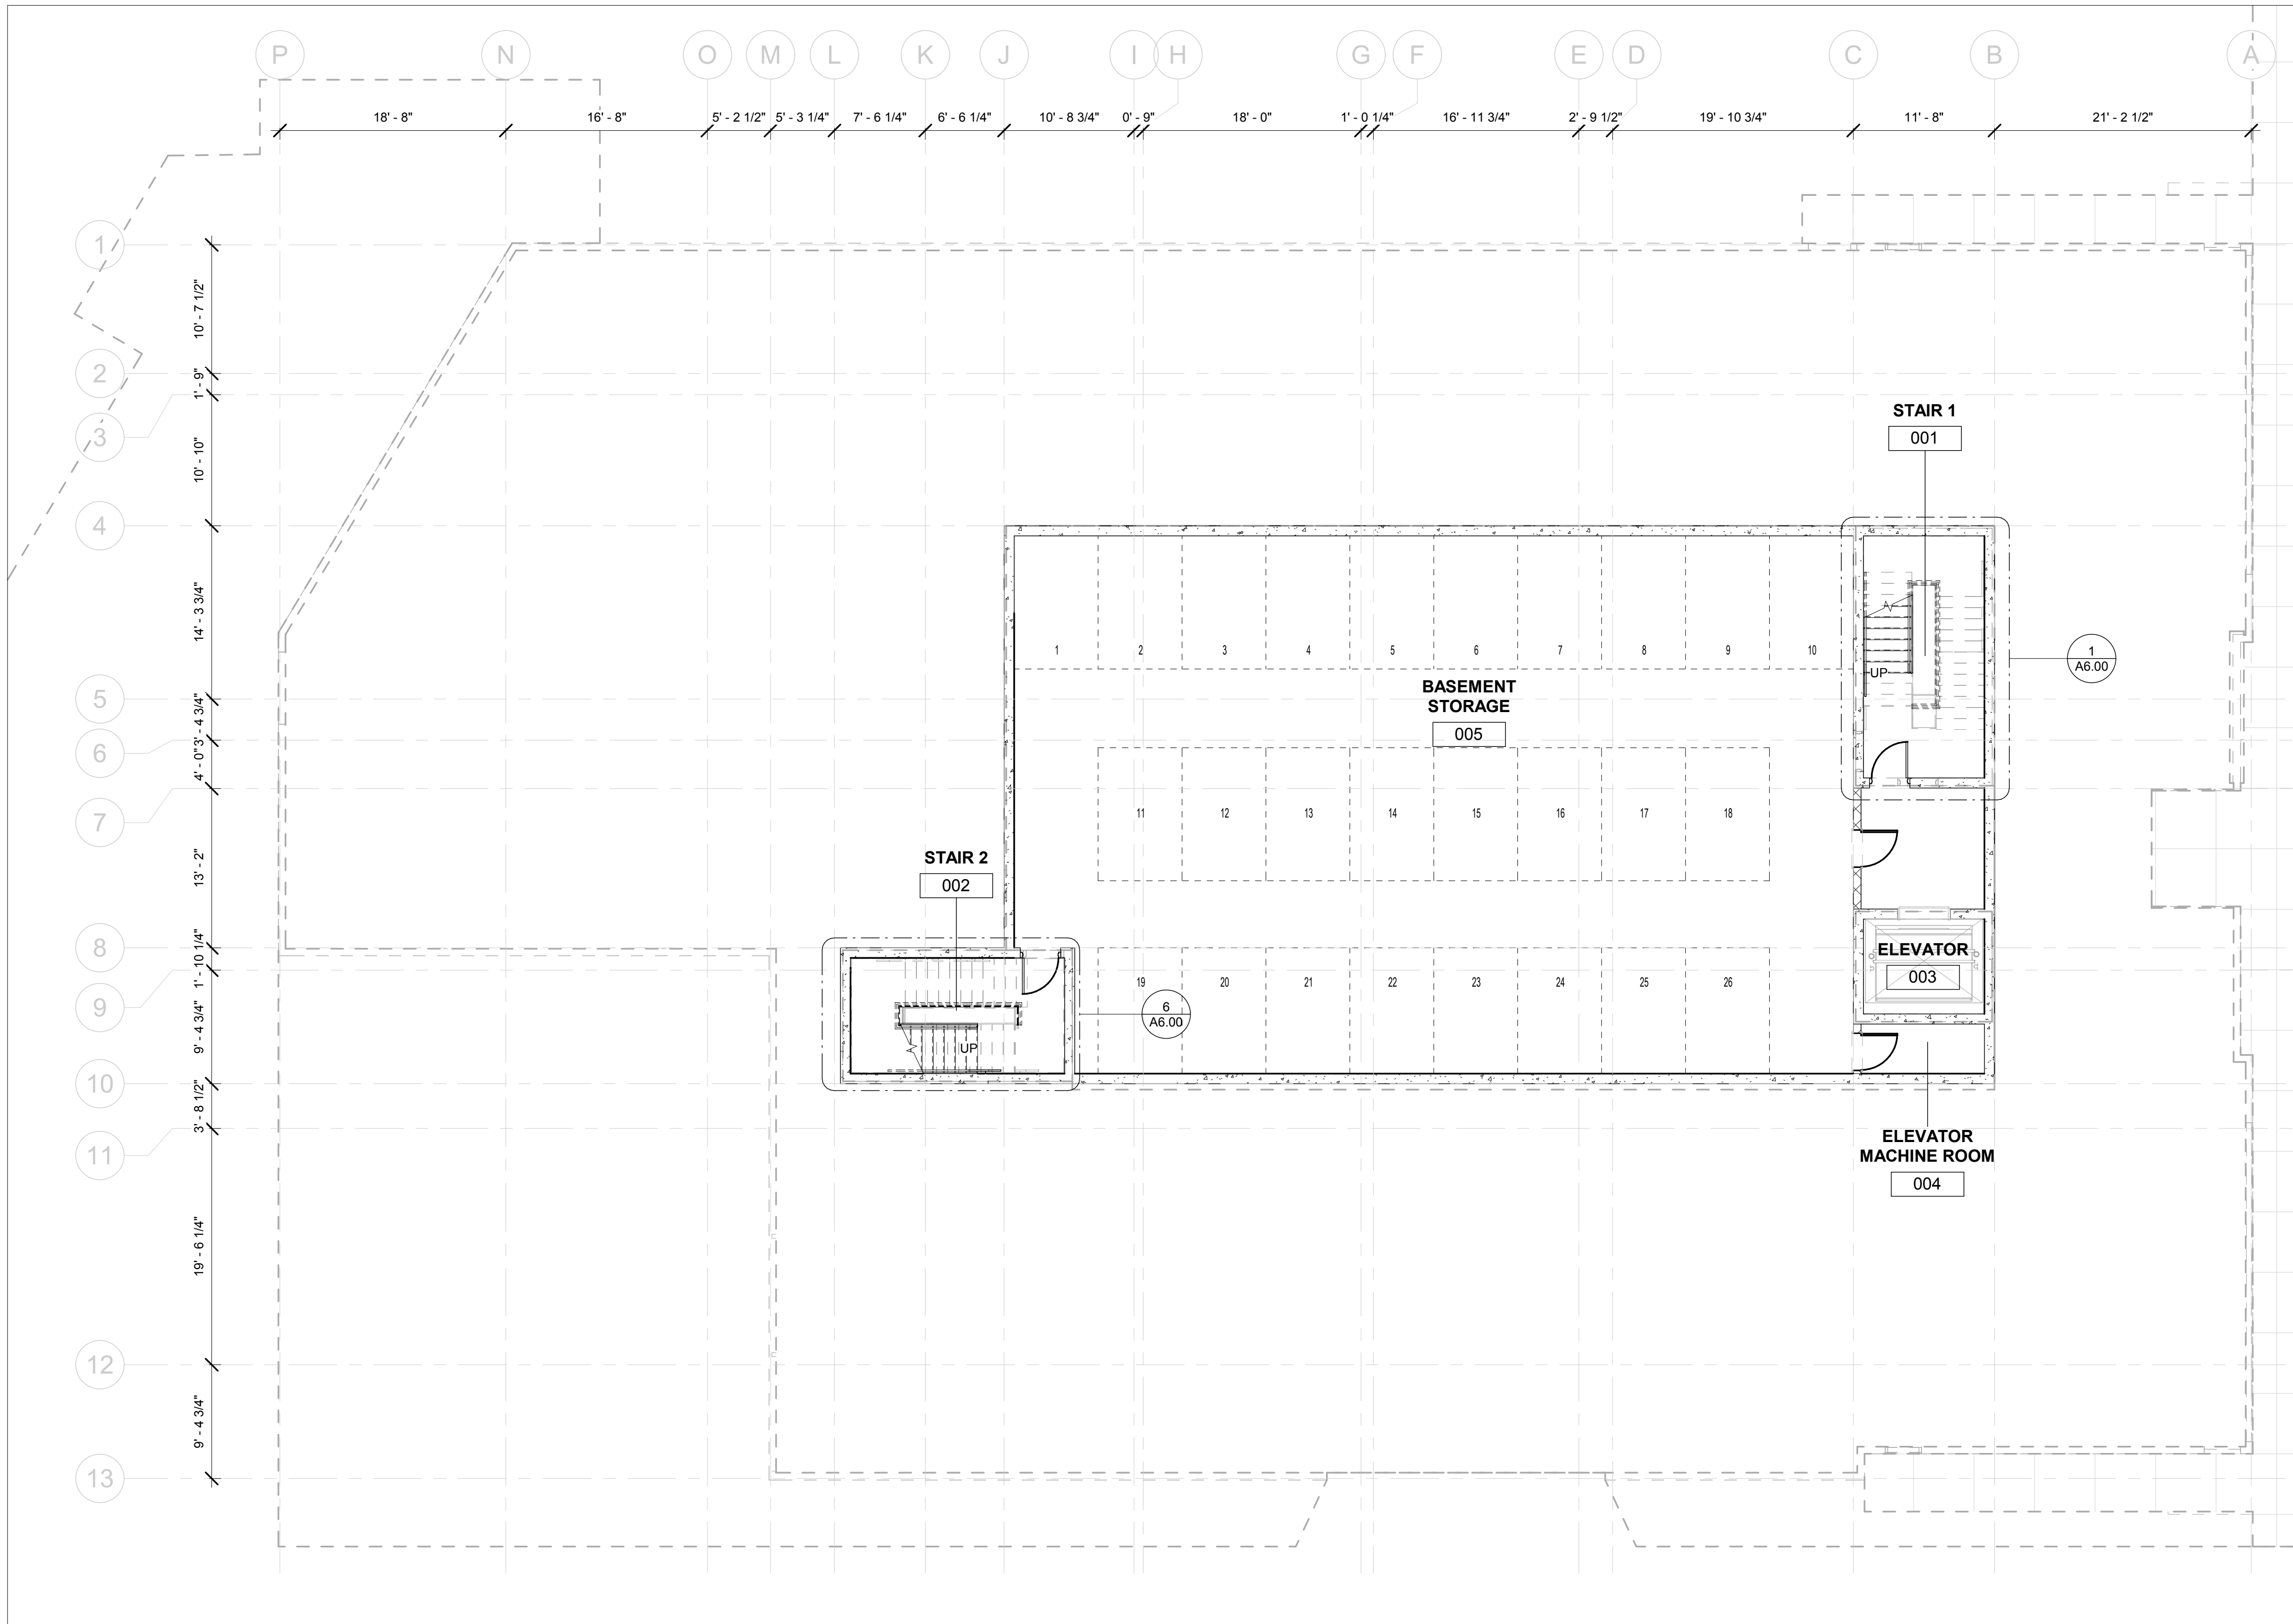 P N O M L K J I H G F E D C B A
18' - 8" 16' - 8" 5' - 2 1/2" 5' - 3 1/4" 7' - 6 1/4" 6' - 6 1/4" 10' - 8 3/4" 0' - 9" 18' - 0" 1' - 0 1/4" 16' - 11 3/4" 2' - 9 1/2" 19' - 10 3/4" 11' - 8" 21' - 2 1/2"
1
10' - 7 1/2"
2
1' - 9"
3
10' - 10"
4
14' - 3 3/4"
5
3' - 4 3/4"
6
4' - 0"
7
13' - 2"
8
1' - 10 1/4"
9
9' - 4 3/4"
10
3' - 8 1/2"
11
19' - 6 1/4"
12
9' - 4 3/4"
13
STAIR 1
001
1 2 3 4 5 6 7 8 9 10
UP
1
A6.00
BASEMENT
STORAGE
005
11 12 13 14 15 16 17 18
STAIR 2
002
UP
6
A6.00
19 20 21 22 23 24 25 26
ELEVATOR
003
ELEVATOR
MACHINE ROOM
004